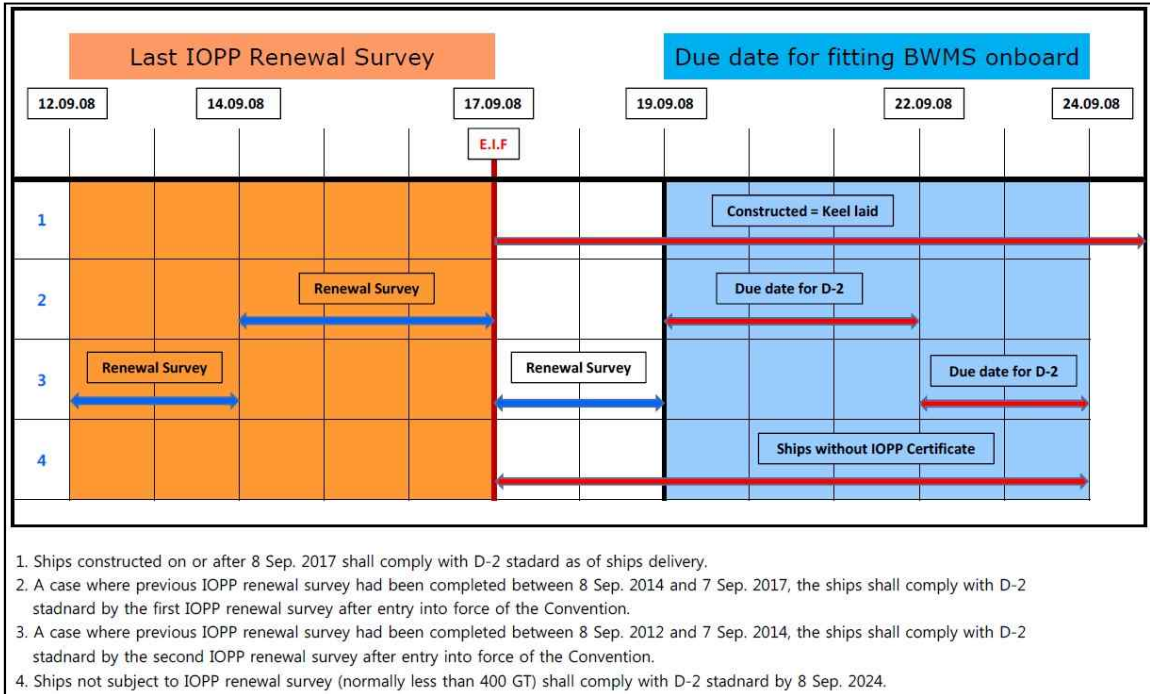 Last IOPP Renewal Survey
Due date for fitting BWMS onboard
12.09.08
14.09.08
17.09.08
19.09.08
22.09.08
24.09.08
E.I.F
1
Constructed = Keel laid
2
Renewal Survey
Due date for D-2
3
Renewal Survey
Renewal Survey
Due date for D-2
4
Ships without IOPP Certificate
1. Ships constructed on or after 8 Sep. 2017 shall comply with D-2 stadard as of ships delivery.
2. A case where previous IOPP renewal survey had been completed between 8 Sep. 2014 and 7 Sep. 2017, the ships shall comply with D-2
stadnard by the first IOPP renewal survey after entry into force of the Convention.
3. A case where previous IOPP renewal survey had been completed between 8 Sep. 2012 and 7 Sep. 2014, the ships shall comply with D-2
stadnard by the second IOPP renewal survey after entry into force of the Convention.
4. Ships not subject to IOPP renewal survey (normally less than 400 GT) shall comply with D-2 stadnard by 8 Sep. 2024.